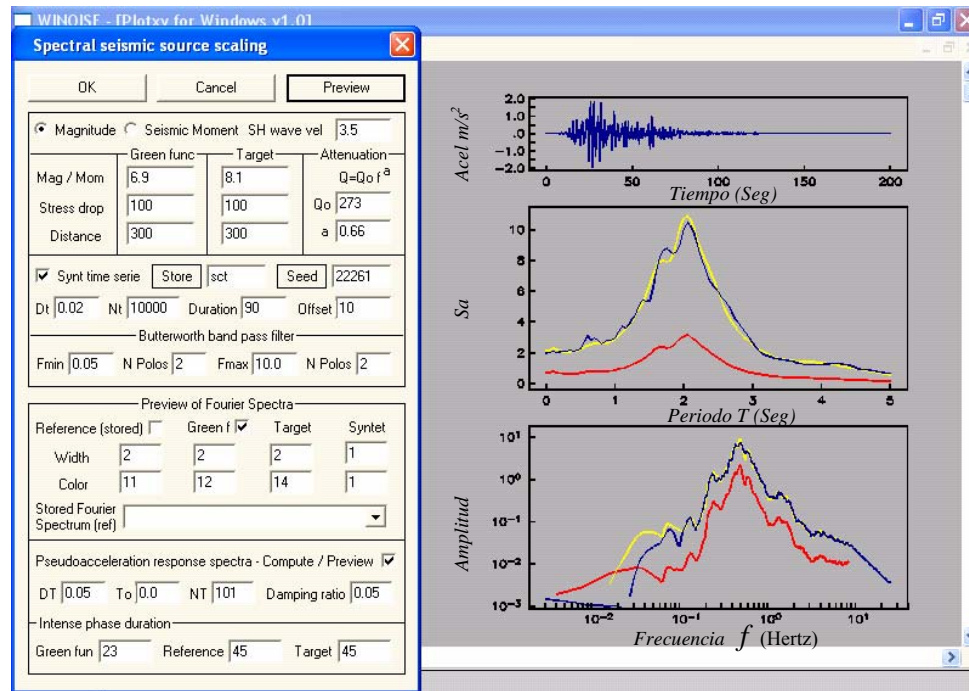 WINOISE - [Plotxy for Windows v1.0]
Spectral seismic source scaling
OK Cancel Preview
Magnitude Seismic Moment SH wave vel 3.5
Green func Target Attenuation
Mag / Mom 6.9 8.1 Q=Qo f a
Stress drop 100 100 Qo 273
Distance 300 300 a 0.66
Synt time serie Store sct Seed 22261
Dt 0.02 Nt 10000 Duration 90 Offset 10
Butterworth band pass filter
Fmin 0.05 N Polos 2 Fmax 10.0 N Polos 2
Preview of Fourier Spectra
Reference (stored) Green f Target Syntet
Width 2 2 2 1
Color 11 12 14 1
Stored Fourier
Spectrum (ref)
Pseudoacceleration response spectra - Compute / Preview
DT 0.05 To 0.0 NT 101 Damping ratio 0.05
Intense phase duration
Green fun 23 Reference 45 Target 45
Acel m/s²
2.0
1.0
.0
-1.0
-2.0
0 50 100 150 200
Tiempo (Seg)
Sa
10
8
6
4
2
0
0 1 2 3 4 5
Periodo T (Seg)
Amplitud
10¹
10⁰
10⁻¹
10⁻²
10⁻³
10⁻² 10⁻¹ 10⁰ 10¹
Frecuencia f (Hertz)